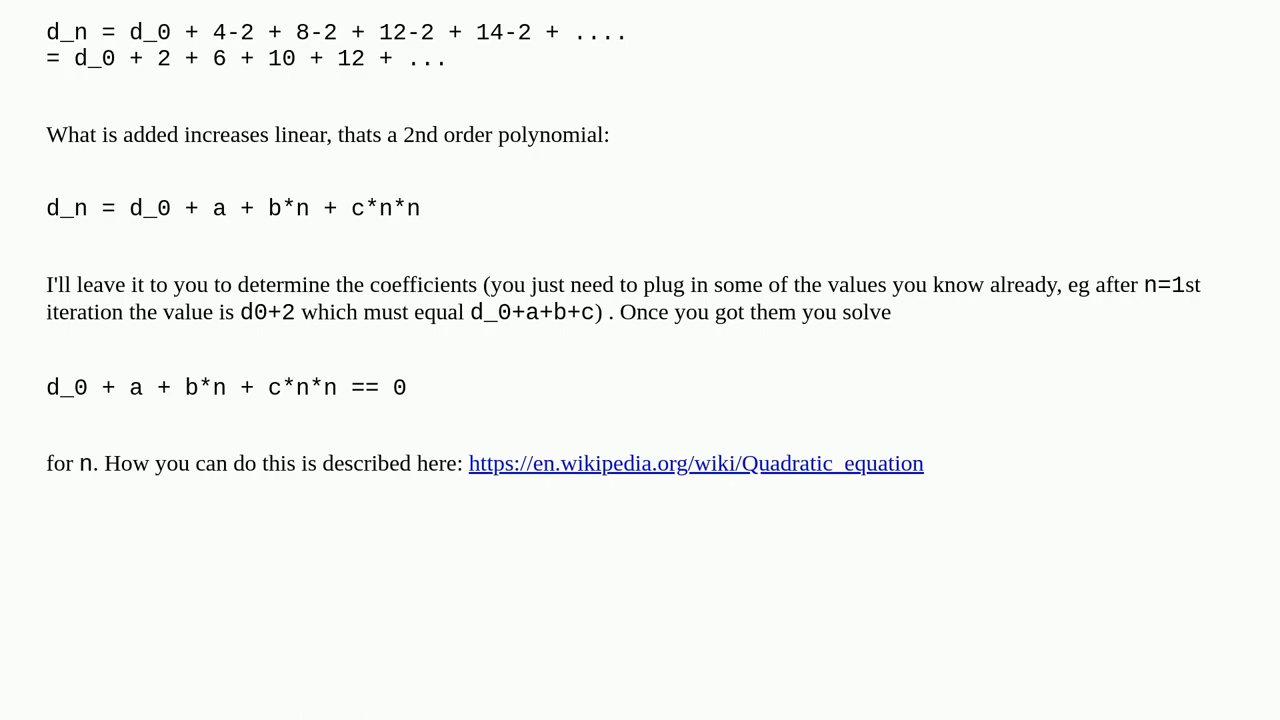 d_n = d_0 + 4-2 + 8-2 + 12-2 + 14-2 + ....
= d_0 + 2 + 6 + 10 + 12 + ...
What is added increases linear, thats a 2nd order polynomial:
d_n = d_0 + a + b*n + c*n*n
I'll leave it to you to determine the coefficients (you just need to plug in some of the values you know already, eg after n=1st
iteration the value is d0+2 which must equal d_0+a+b+c) . Once you got them you solve
d_0 + a + b*n + c*n*n == 0
for n. How you can do this is described here: https://en.wikipedia.org/wiki/Quadratic_equation